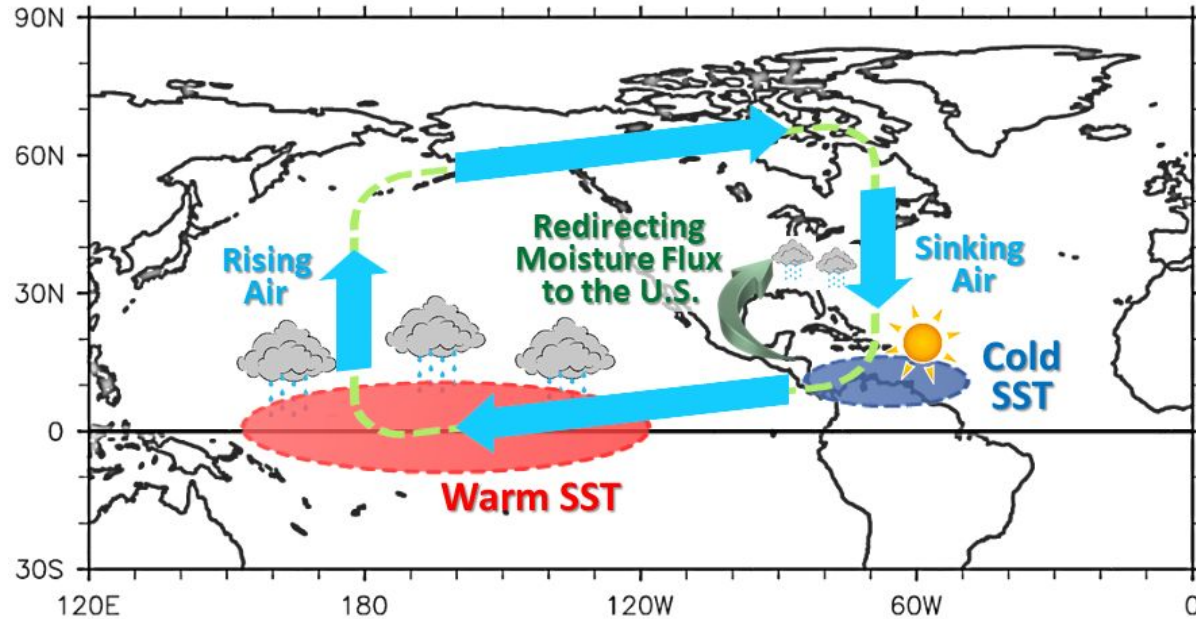 90N
60N
30N
0
30S
Rising
Air
Redirecting
Moisture Flux
to the U.S.
Sinking
Air
Cold
SST
Warm SST
120E
180
120W
60W
0